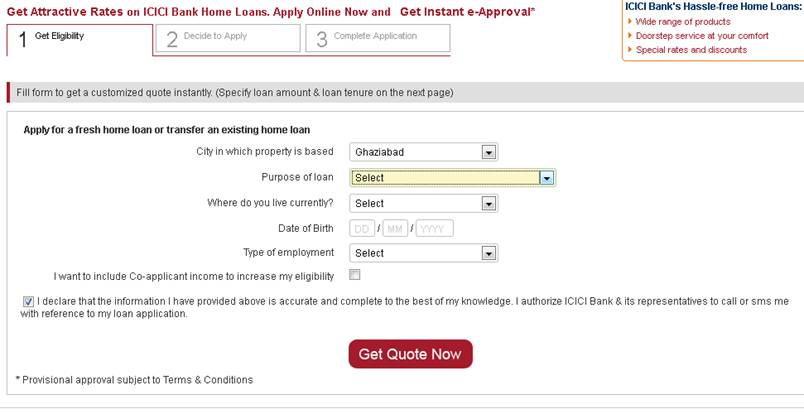 Get Attractive Rates on ICICI Bank Home Loans. Apply Online Now and Get Instant e-Approval*
ICICI Bank's Hassle-free Home Loans:
Wide range of products
Doorstep service at your comfort
Special rates and discounts
1 Get Eligibility
2 Decide to Apply
3 Complete Application
Fill form to get a customized quote instantly. (Specify loan amount & loan tenure on the next page)
Apply for a fresh home loan or transfer an existing home loan
City in which property is based Ghaziabad
Purpose of loan Select
Where do you live currently? Select
Date of Birth DD / MM / YYYY
Type of employment Select
I want to include Co-applicant income to increase my eligibility
I declare that the information I have provided above is accurate and complete to the best of my knowledge. I authorize ICICI Bank & its representatives to call or sms me
with reference to my loan application.
Get Quote Now
* Provisional approval subject to Terms & Conditions